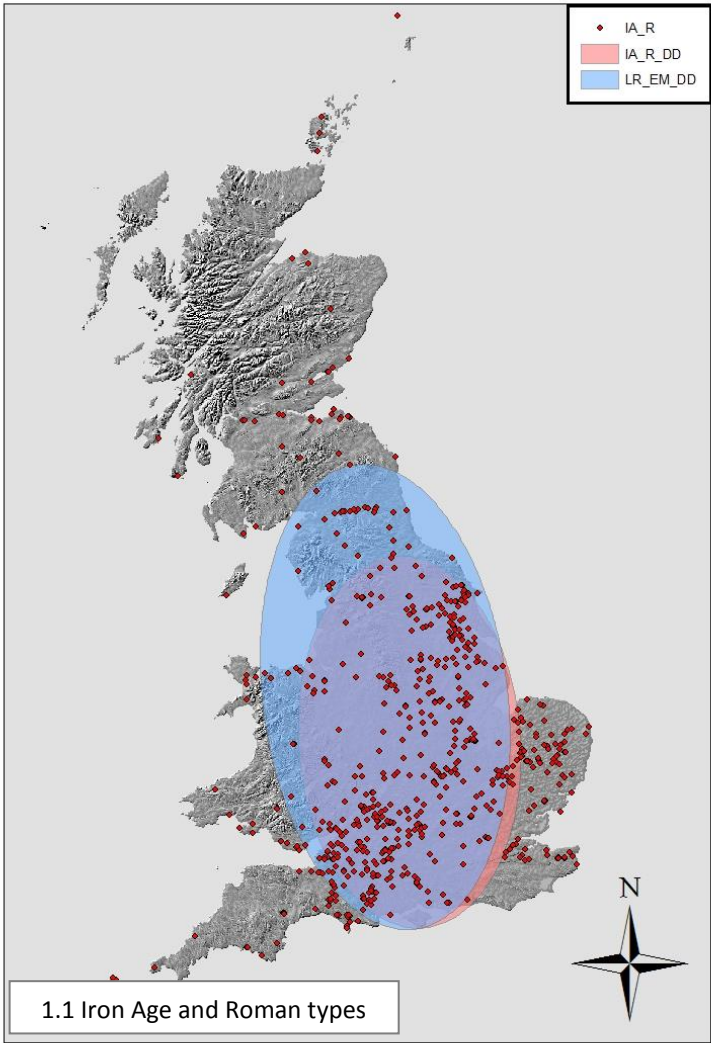 IA_R
IA_R_DD
LR_EM_DD
N
1.1 Iron Age and Roman types